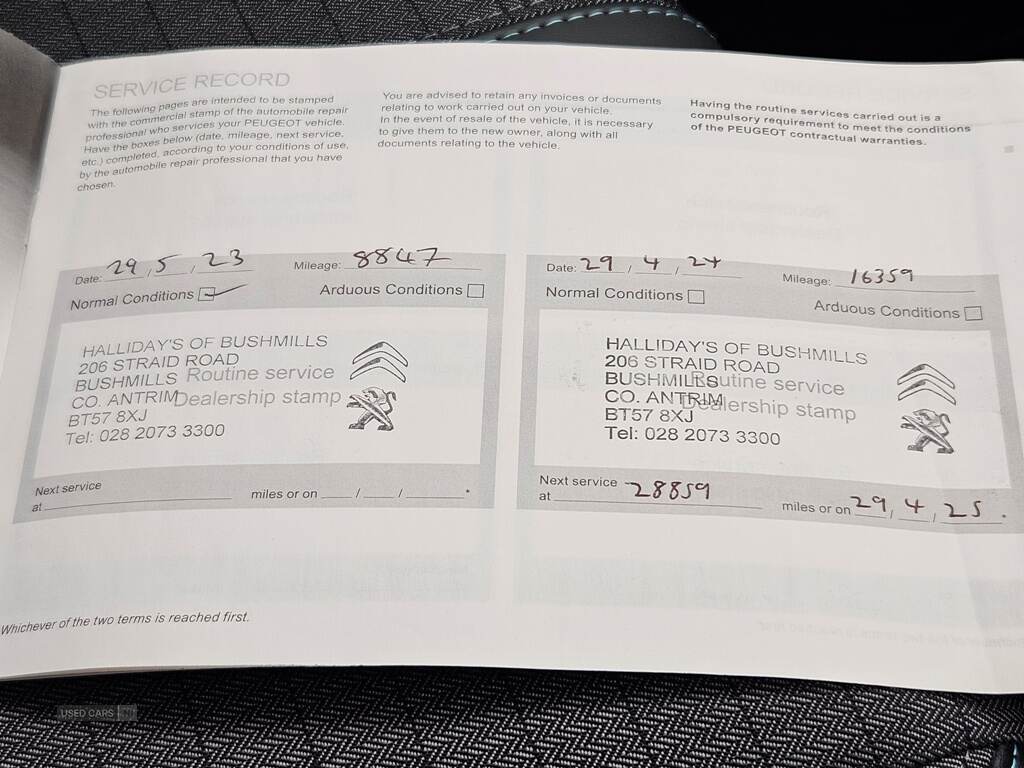 SERVICE RECORD
The following pages are intended to be stamped
with the commercial stamp of the automobile repair
professional who services your PEUGEOT vehicle.
Have the boxes below (date, mileage, next service,
etc.) completed, according to your conditions of use,
by the automobile repair professional that you have
chosen.
You are advised to retain any invoices or documents
relating to work carried out on your vehicle.
In the event of resale of the vehicle, it is necessary
to give them to the new owner, along with all
documents relating to the vehicle.
Having the routine services carried out is a
compulsory requirement to meet the conditions
of the PEUGEOT contractual warranties.
Date: 29, 5, 23 Mileage: 8847
Normal Conditions Arduous Conditions
HALLIDAY'S OF BUSHMILLS
206 STRAID ROAD
BUSHMILLS Routine service
CO. ANTRIM Dealership stamp
BT57 8XJ
Tel: 028 2073 3300
Next service
at miles or on / / *
Date: 29 / 4 / 24 Mileage: 16359
Normal Conditions Arduous Conditions
HALLIDAY'S OF BUSHMILLS
206 STRAID ROAD
BUSHMILLS Routine service
CO. ANTRIM Dealership stamp
BT57 8XJ
Tel: 028 2073 3300
Next service 28859
at miles or on 29, 4, 25.
Whichever of the two terms is reached first.
USED CARS NI